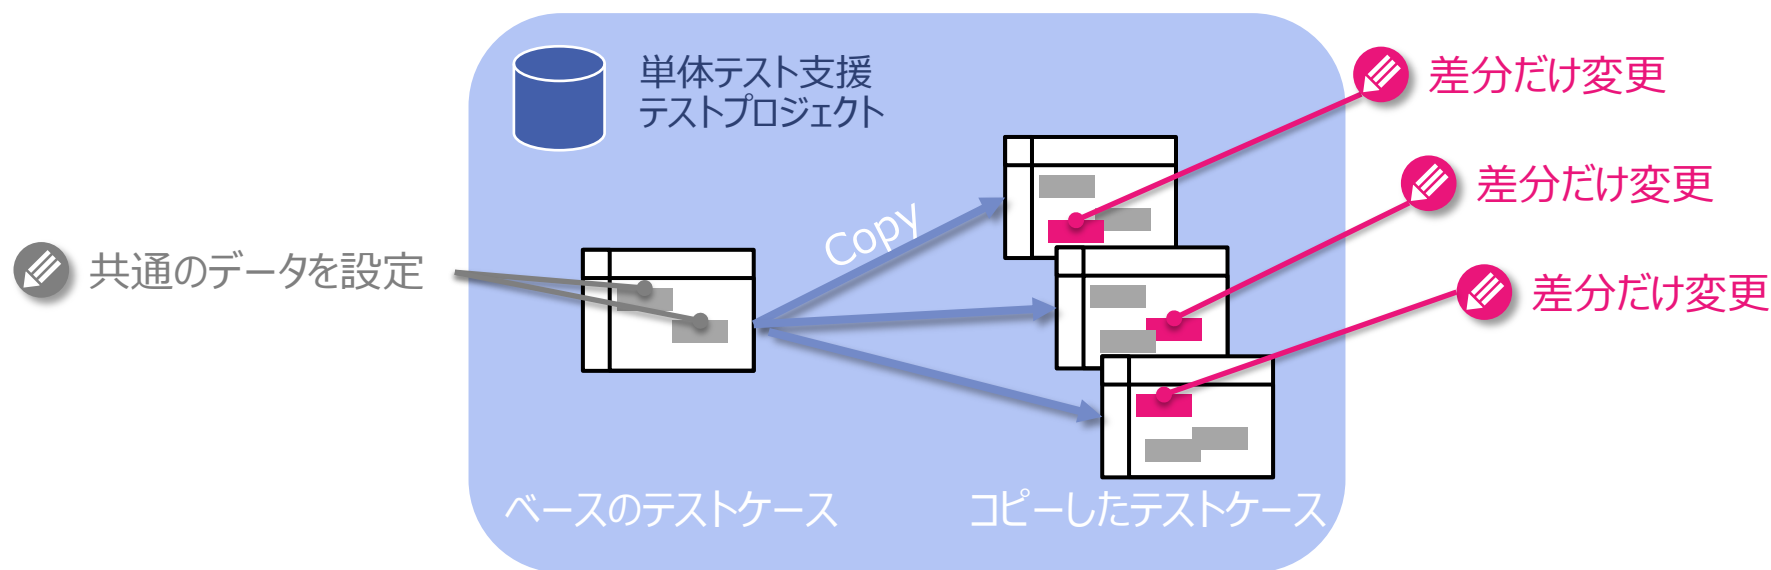 単体テスト支援
テストプロジェクト
差分だけ変更
差分だけ変更
Copy
共通のデータを設定
差分だけ変更
ベースのテストケース
コピーしたテストケース